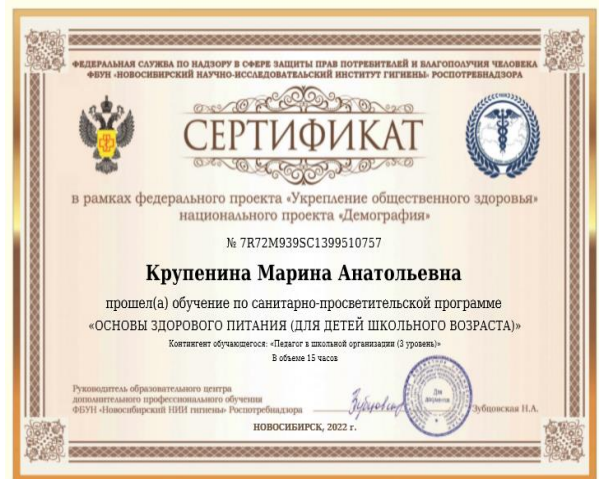 ФЕДЕРАЛЬНАЯ СЛУЖБА ПО НАДЗОРУ В СФЕРЕ ЗАЩИТЫ ПРАВ ПОТРЕБИТЕЛЕЙ И БЛАГОПОЛУЧИЯ ЧЕЛОВЕКА
ФБУН «НОВОСИБИРСКИЙ НАУЧНО-ИССЛЕДОВАТЕЛЬСКИЙ ИНСТИТУТ ГИГИЕНЫ» РОСПОТРЕБНАДЗОРА
СЕРТИФИКАТ
в рамках федерального проекта «Укрепление общественного здоровья»
национального проекта «Демография»
№ 7R72M939SC1399510757
Крупенина Марина Анатольевна
прошел(а) обучение по санитарно-просветительской программе
«ОСНОВЫ ЗДОРОВОГО ПИТАНИЯ (ДЛЯ ДЕТЕЙ ШКОЛЬНОГО ВОЗРАСТА)»
Контингент обучающегося: «Педагог в школьной организации (3 уровень)»
В объеме 15 часов
Руководитель образовательного центра
дополнительного профессионального обучения
ФБУН «Новосибирский НИИ гигиены» Роспотребнадзора
Для
документов
Зубцовская Н.А.
НОВОСИБИРСК, 2022 г.